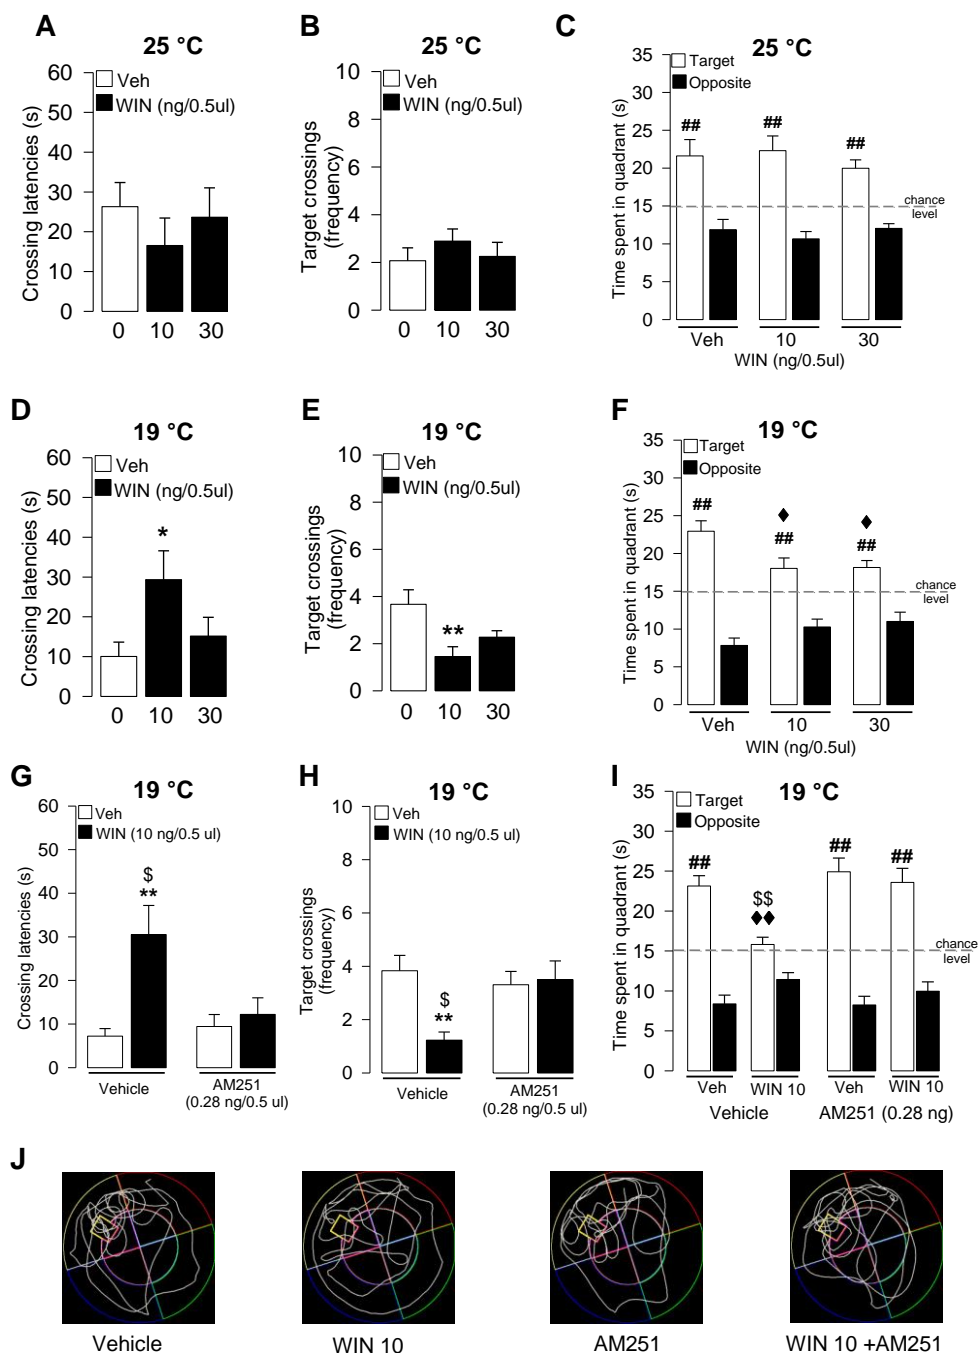 A
25 °C
Crossing latencies (s)
60
50
40
30
20
10
0
Veh
WIN (ng/0.5ul)
0 10 30
B
25 °C
Target crossings
(frequency)
10
8
6
4
2
0
Veh
WIN (ng/0.5ul)
0 10 30
C
25 °C
Time spent in quadrant (s)
35
30
25
20
15
10
5
0
Target
Opposite
## ## ##
chance
level
Veh 10 30
WIN (ng/0.5ul)
D
19 °C
Crossing latencies (s)
60
50
40
30
20
10
0
Veh
WIN (ng/0.5ul)
*
0 10 30
E
19 °C
Target crossings
(frequency)
10
8
6
4
2
0
Veh
WIN (ng/0.5ul)
**
0 10 30
F
19 °C
Time spent in quadrant (s)
35
30
25
20
15
10
5
0
Target
Opposite
♦ ♦
## ## ##
chance
level
Veh 10 30
WIN (ng/0.5ul)
G
19 °C
Crossing latencies (s)
60
50
40
30
20
10
0
Veh
WIN (10 ng/0.5 ul)
$
**
Vehicle AM251
(0.28 ng/0.5 ul)
H
19 °C
Target crossings
(frequency)
10
8
6
4
2
0
Veh
WIN (10 ng/0.5 ul)
$
**
Vehicle AM251
(0.28 ng/0.5 ul)
I
19 °C
Time spent in quadrant (s)
35
30
25
20
15
10
5
0
Target
Opposite
## ## ##
$$
♦♦
chance
level
Veh WIN 10 Veh WIN 10
Vehicle AM251 (0.28 ng)
J
Vehicle WIN 10 AM251 WIN 10 +AM251